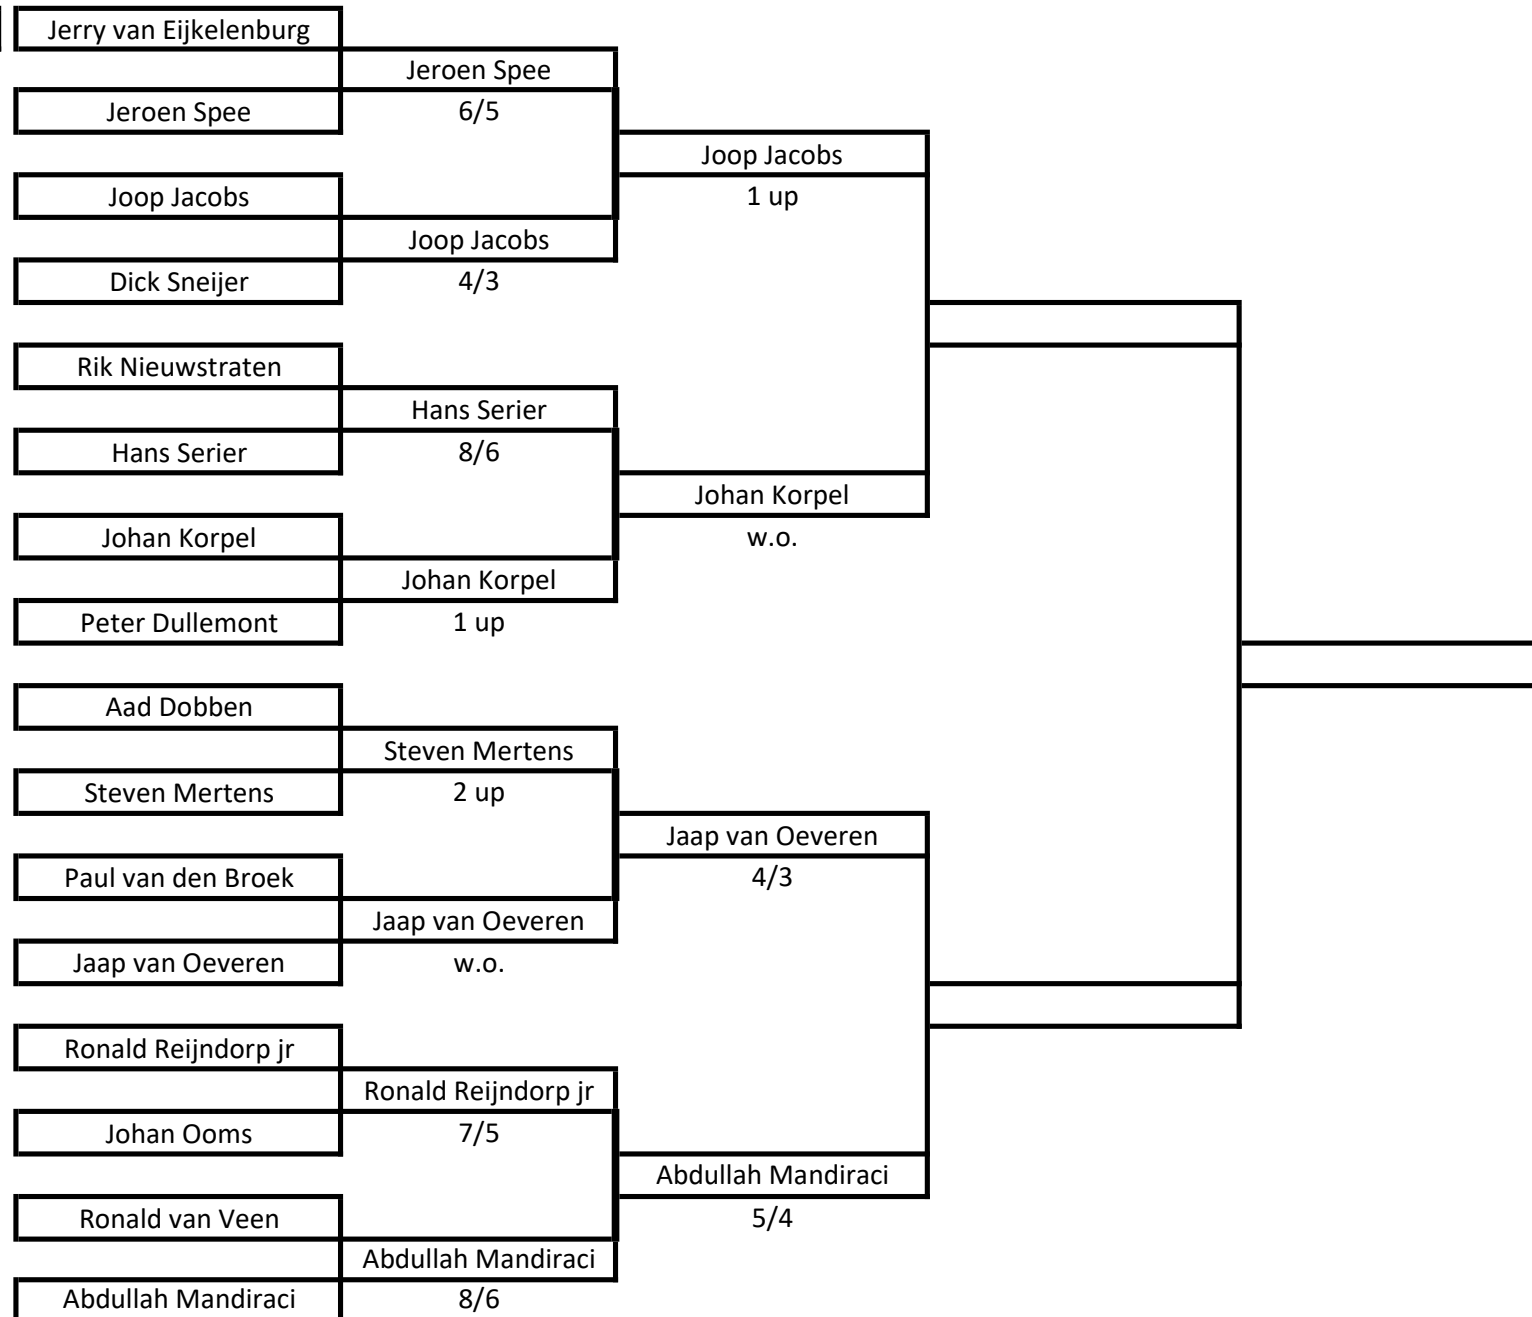 Jerry van Eijkelenburg
Jeroen Spee
Jeroen Spee
6/5
Joop Jacobs
Joop Jacobs
1 up
Joop Jacobs
Dick Sneijer
4/3
Rik Nieuwstraten
Hans Serier
Hans Serier
8/6
Johan Korpel
Johan Korpel
w.o.
Johan Korpel
Peter Dullemont
1 up
Aad Dobben
Steven Mertens
Steven Mertens
2 up
Jaap van Oeveren
Paul van den Broek
4/3
Jaap van Oeveren
Jaap van Oeveren
w.o.
Ronald Reijndorp jr
Ronald Reijndorp jr
Johan Ooms
7/5
Abdullah Mandiraci
Ronald van Veen
5/4
Abdullah Mandiraci
Abdullah Mandiraci
8/6